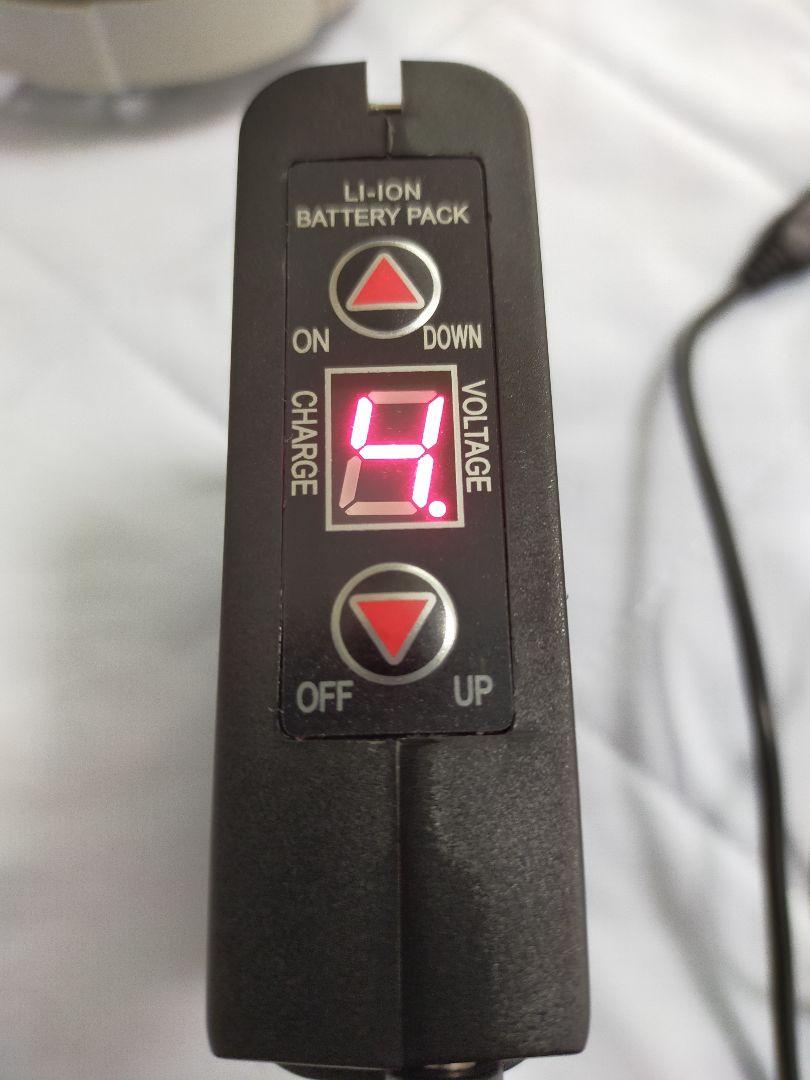 LI-ION
BATTERY PACK
ON DOWN
CHARGE
4.
VOLTAGE
OFF UP